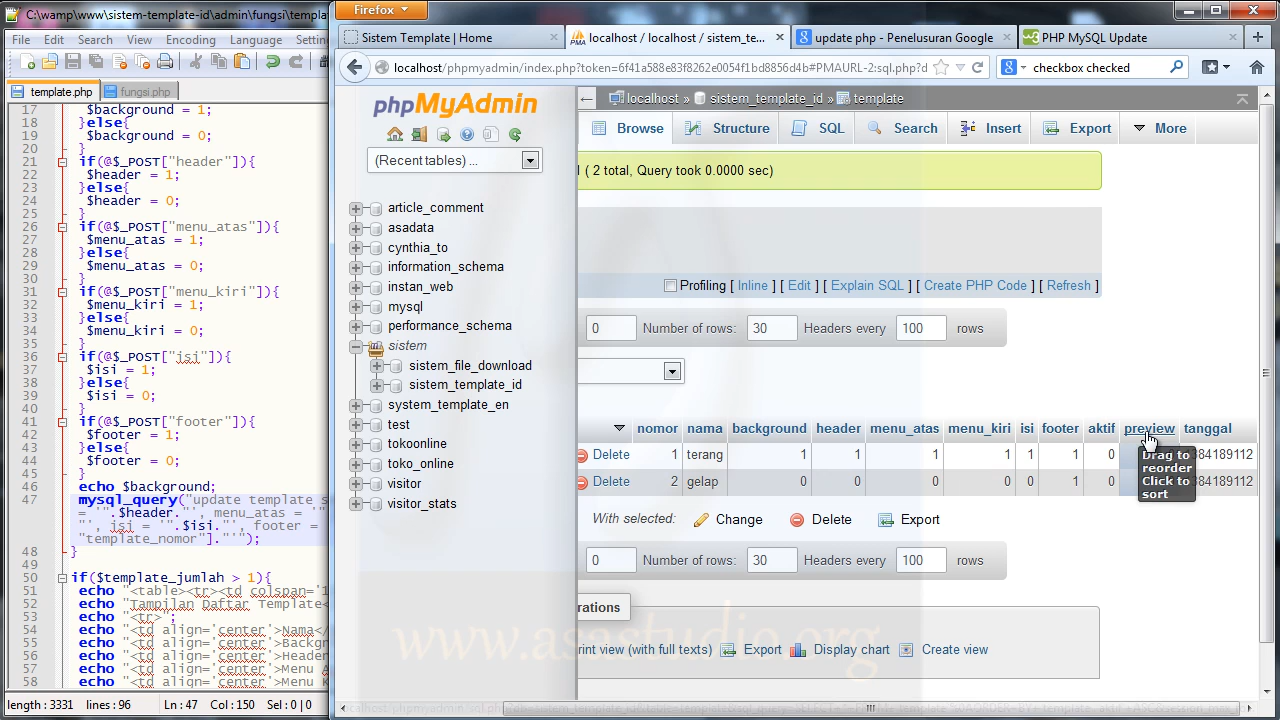 C:\wamp\www\sistem-template-id\admin\fungsi\templ
File Edit Search View Encoding Language Settin
template.php fungsi.php
17 $background = 1;
18 }else{
19 $background = 0;
20 }
21 if(@$_POST["header"]){
22 $header = 1;
23 }else{
24 $header = 0;
25 }
26 if(@$_POST["menu_atas"]){
27 $menu_atas = 1;
28 }else{
29 $menu_atas = 0;
30 }
31 if(@$_POST["menu_kiri"]){
32 $menu_kiri = 1;
33 }else{
34 $menu_kiri = 0;
35 }
36 if(@$_POST["isi"]){
37 $isi = 1;
38 }else{
39 $isi = 0;
40 }
41 if(@$_POST["footer"]){
42 $footer = 1;
43 }else{
44 $footer = 0;
45 }
46 echo $background;
47 mysql_query("update template s
= '".$header."', menu_atas = '"
"', isi = '".$isi."', footer =
"template_nomor"]."'");
48 }
49
50 if($template_jumlah > 1){
51 echo "<table><tr><td colspan='1
52 "Tampilan Daftar Template<
53 "<tr>";
54 echo "<td align='center'>Nama</
55 echo "<td align='center'>Backg
56 echo "<td align='center'>Header
57 echo "<td align='center'>Menu A
58 echo "<td align='center'>Menu K
length : 3331 lines : 96 Ln : 47 Col : 150 Sel : 0 | 0
Firefox
Sistem Template | Home
localhost / localhost / sistem_te...
update php - Penelusuran Google
PHP MySQL Update
localhost/phpmyadmin/index.php?token=6f41a588e83f8262e0054f1bd8936d4b#PMAURL-2:sql.php?d
checkbox checked
phpMyAdmin
(Recent tables) ...
article_comment
asadata
cynthia_to
information_schema
instan_web
mysql
performance_schema
sistem
sistem_file_download
sistem_template_id
system_template_en
test
tokoonline
toko_online
visitor
visitor_stats
localhost » sistem_template_id » template
Browse Structure SQL Search Insert Export More
( 2 total, Query took 0.0000 sec)
Profiling [ Inline ] [ Edit ] [ Explain SQL ] [ Create PHP Code ] [ Refresh ]
0 Number of rows: 30 Headers every 100 rows
nomor nama background header menu_atas menu_kiri isi footer aktif preview tanggal
Delete 1 terang 1 1 1 1 1 1 0 384189112
Delete 2 gelap 0 0 0 0 0 1 0 384189112
Drag to
reorder
Click to
sort
With selected: Change Delete Export
0 Number of rows: 30 Headers every 100 rows
rations
rint view (with full texts) Export Display chart Create view